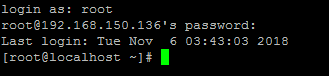 login as: root
root@192.168.150.136's password:
Last login: Tue Nov  6 03:43:03 2018
[root@localhost ~]#